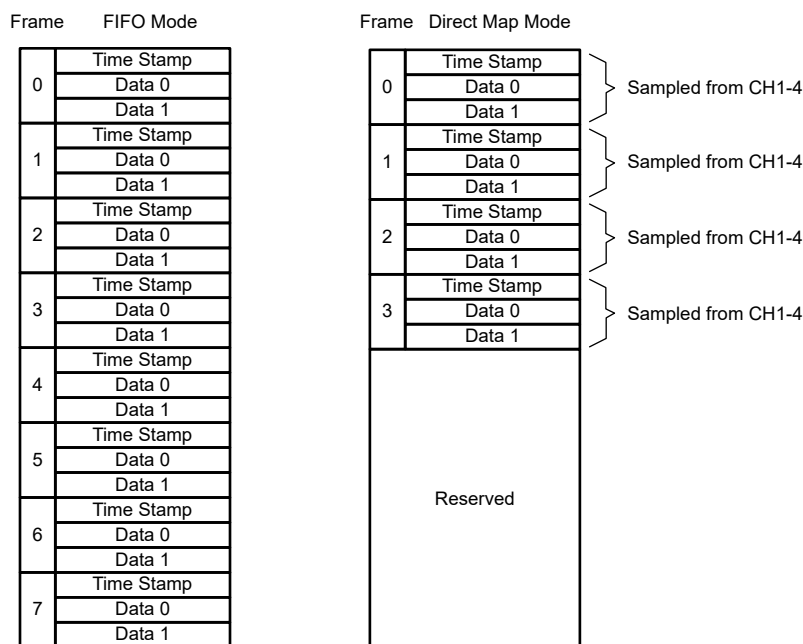 Frame FIFO Mode
0
Time Stamp
Data 0
Data 1
1
Time Stamp
Data 0
Data 1
2
Time Stamp
Data 0
Data 1
3
Time Stamp
Data 0
Data 1
4
Time Stamp
Data 0
Data 1
5
Time Stamp
Data 0
Data 1
6
Time Stamp
Data 0
Data 1
7
Time Stamp
Data 0
Data 1
Frame Direct Map Mode
0
Time Stamp
Data 0
Data 1
Sampled from CH1-4
1
Time Stamp
Data 0
Data 1
Sampled from CH1-4
2
Time Stamp
Data 0
Data 1
Sampled from CH1-4
3
Time Stamp
Data 0
Data 1
Sampled from CH1-4
Reserved